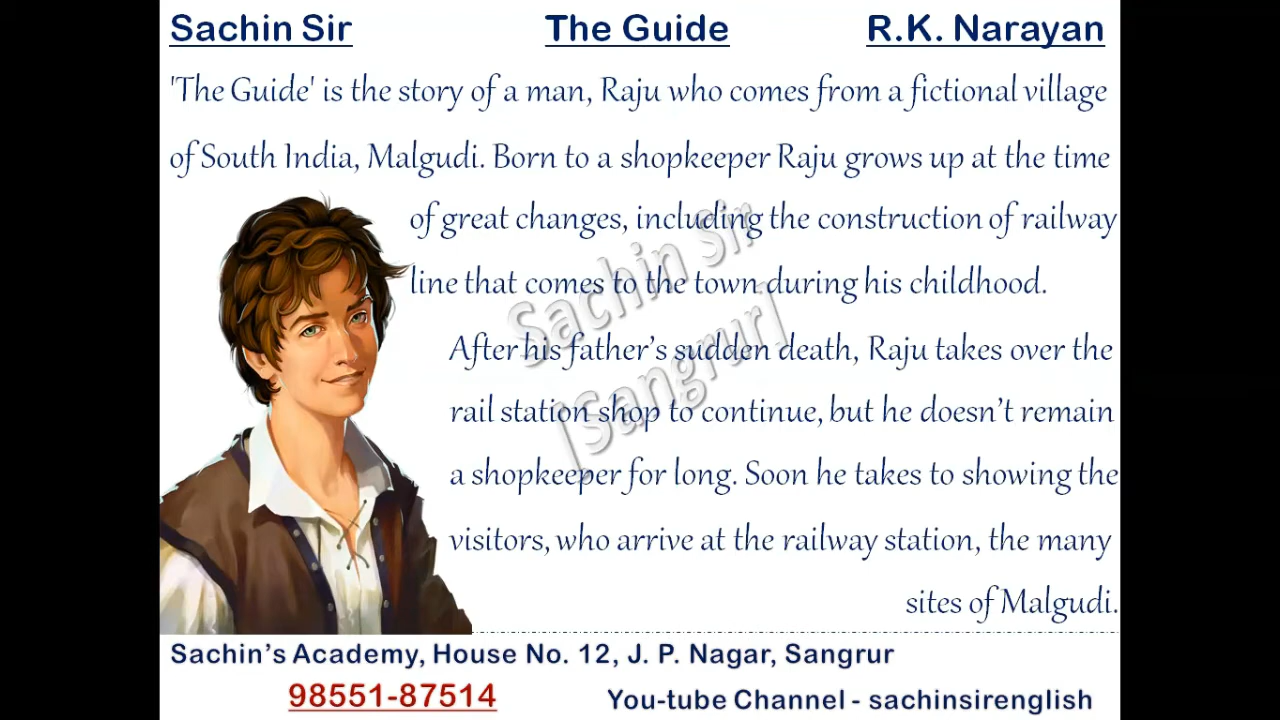 Sachin Sir The Guide R.K. Narayan
'The Guide' is the story of a man, Raju who comes from a fictional village
of South India, Malgudi. Born to a shopkeeper Raju grows up at the time
of great changes, including the construction of railway
line that comes to the town during his childhood.
After his father's sudden death, Raju takes over the
rail station shop to continue, but he doesn't remain
a shopkeeper for long. Soon he takes to showing the
visitors, who arrive at the railway station, the many
sites of Malgudi.
Sachin Sir
[Sangrur]
Sachin's Academy, House No. 12, J. P. Nagar, Sangrur
98551-87514 You-tube Channel - sachinsirenglish